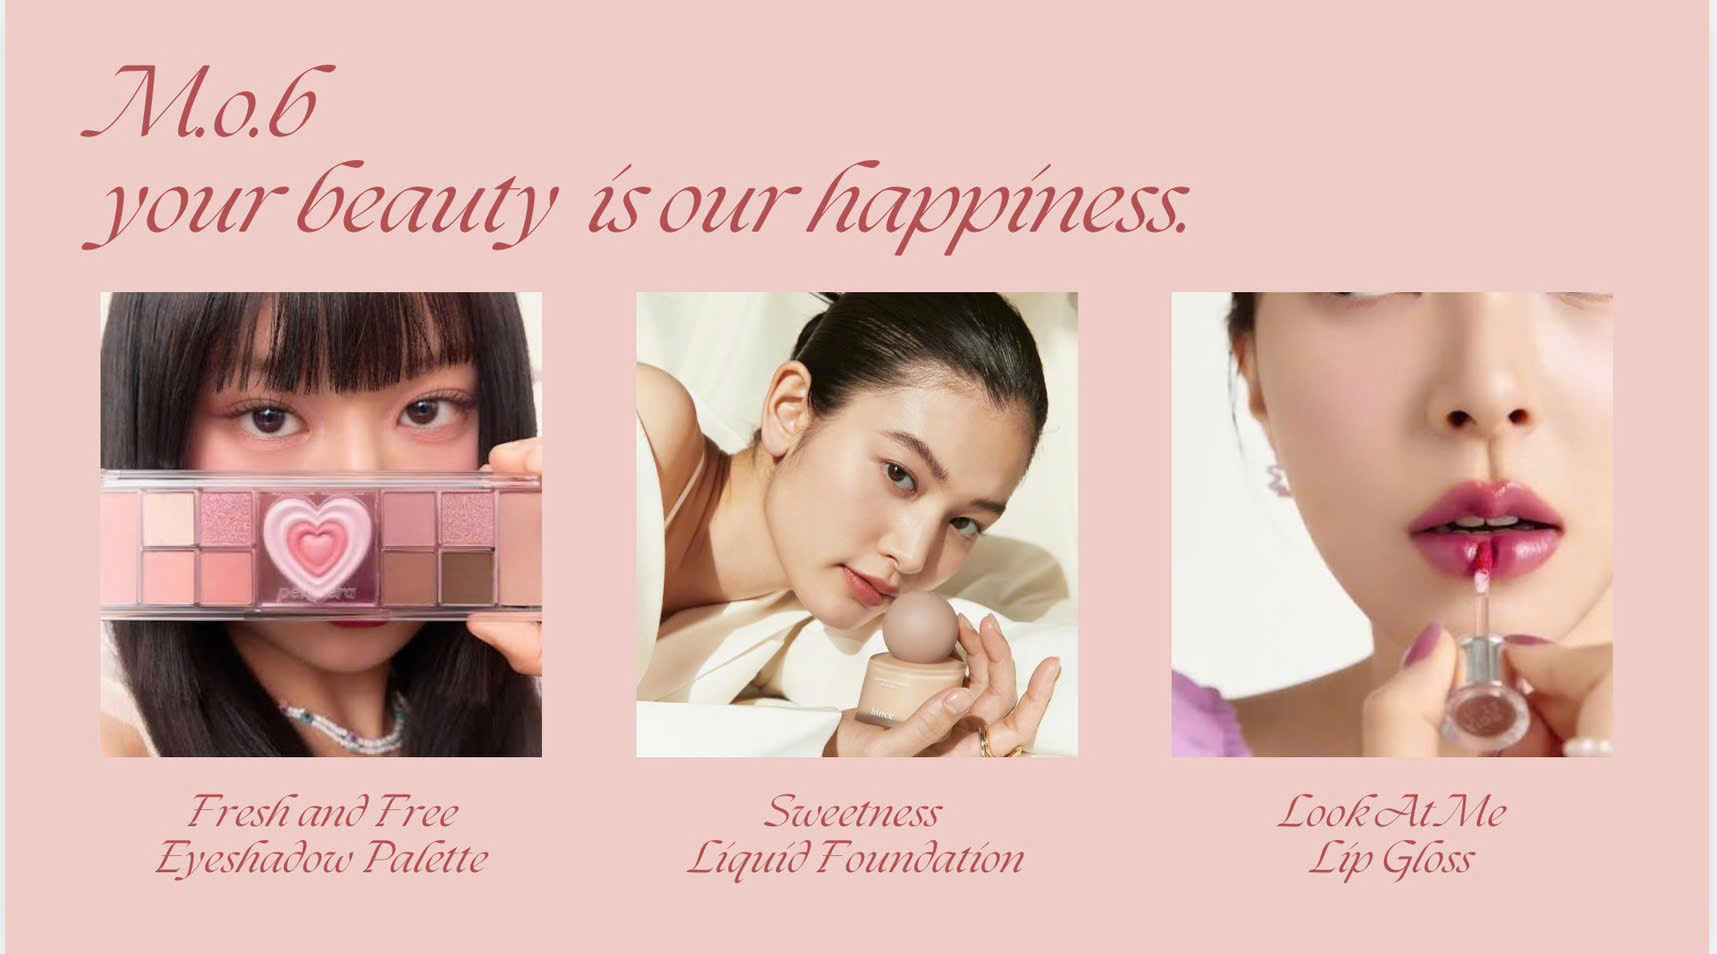 M.o.b
your beauty is our happiness.
peripera
hince
Fresh and Free
Eyeshadow Palette
Sweetness
Liquid Foundation
Look At Me
Lip Gloss